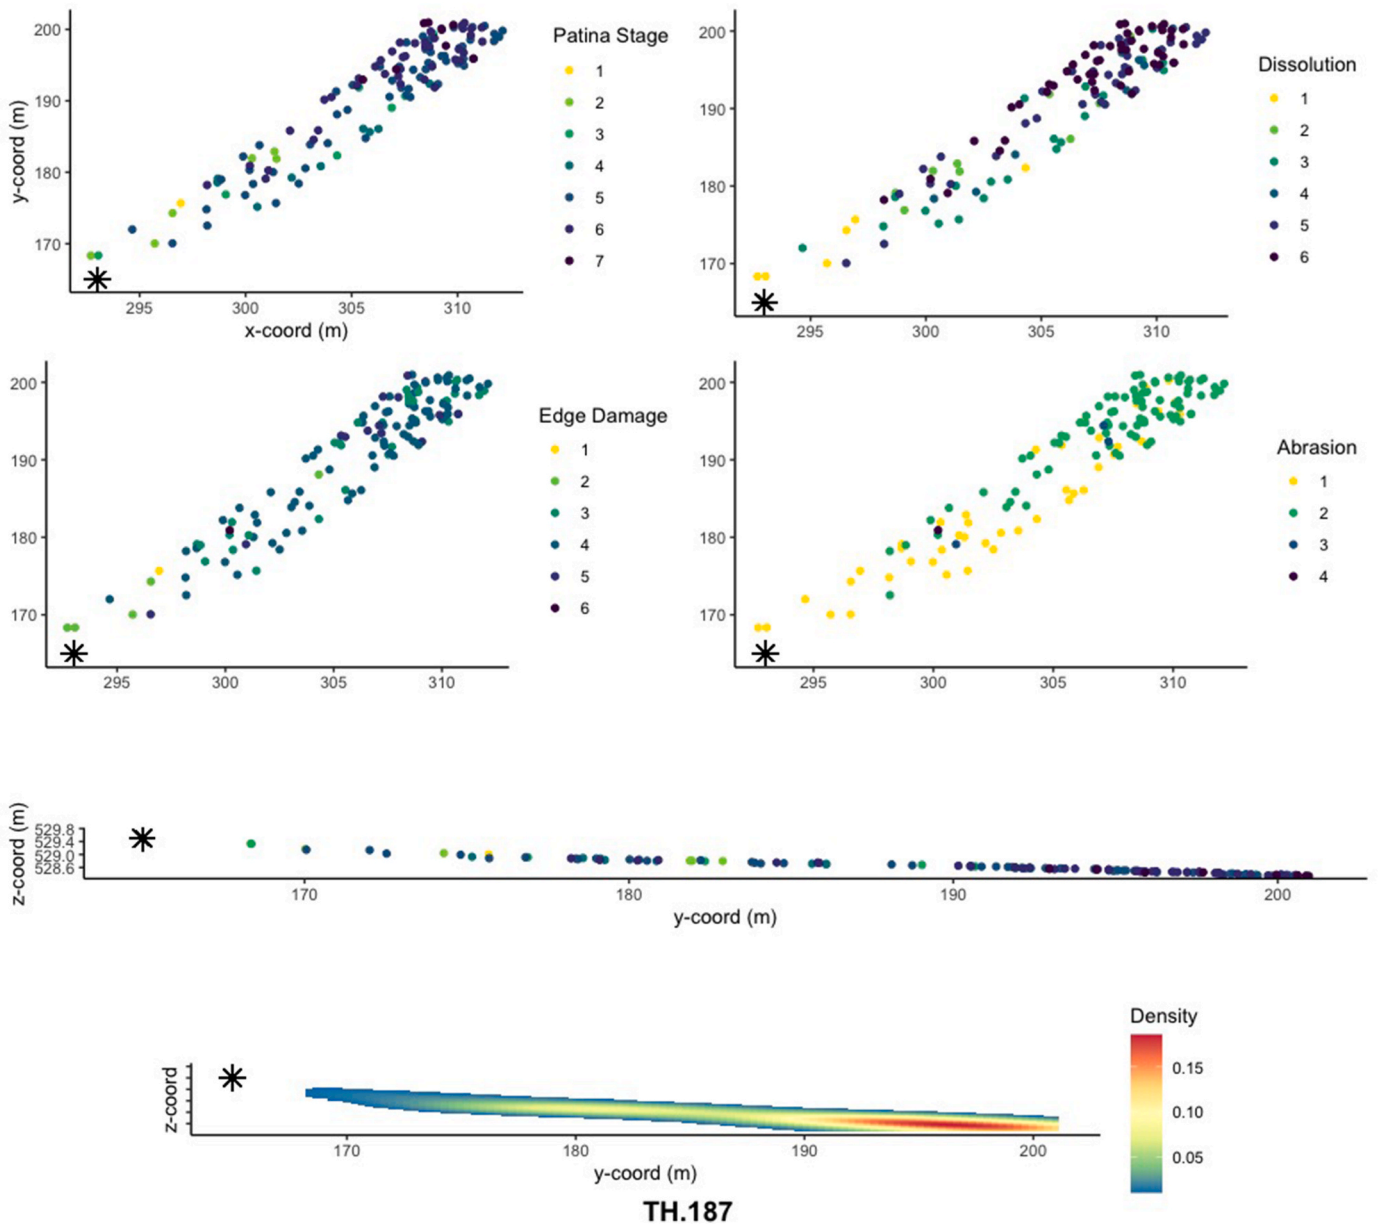 Patina Stage
1
2
3
4
5
6
7
200
190
180
170
y-coord (m)
295 300 305 310
x-coord (m)
Dissolution
1
2
3
4
5
6
200
190
180
170
295 300 305 310
Edge Damage
1
2
3
4
5
6
200
190
180
170
295 300 305 310
Abrasion
1
2
3
4
200
190
180
170
295 300 305 310
z-coord (m)
529.8
529.4
529.0
528.6
170 180 190 200
y-coord (m)
Density
0.15
0.10
0.05
z-coord
170 180 190 200
y-coord (m)
TH.187